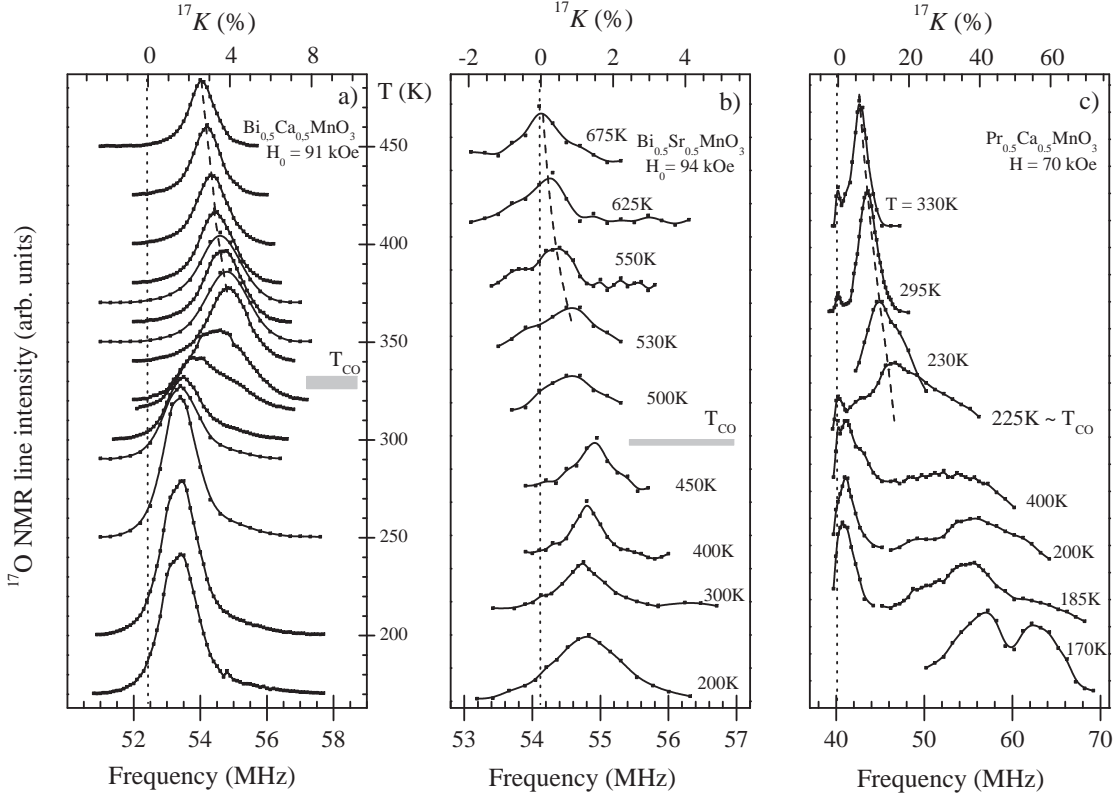 ¹⁷K (%)
0 4 8
¹⁷K (%)
-2 0 2 4
¹⁷K (%)
0 20 40 60
a)
T (K)
Bi₀,₅Ca₀.₅MnO₃
H₀ = 91 kOe
450
400
350
300
250
200
T_CO
b)
675K
Bi₀.₅Sr₀.₅MnO₃
H₀= 94 kOe
625K
550K
530K
500K
T_CO
450K
400K
300K
200K
c)
Pr₀.₅Ca₀.₅MnO₃
H = 70 kOe
T = 330K
295K
230K
225K ~ T_CO
400K
200K
185K
170K
¹⁷O NMR line intensity (arb. units)
52 54 56 58
53 54 55 56 57
40 50 60 70
Frequency (MHz)
Frequency (MHz)
Frequency (MHz)